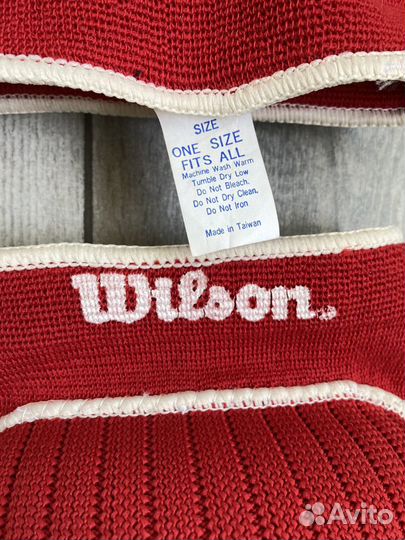 SIZE
ONE SIZE
FITS ALL
Machine Wash Warm
Tumble Dry Low
Do Not Bleach.
Do Not Dry Clean.
Do Not Iron
Made in Taiwan
Wilson.
Avito